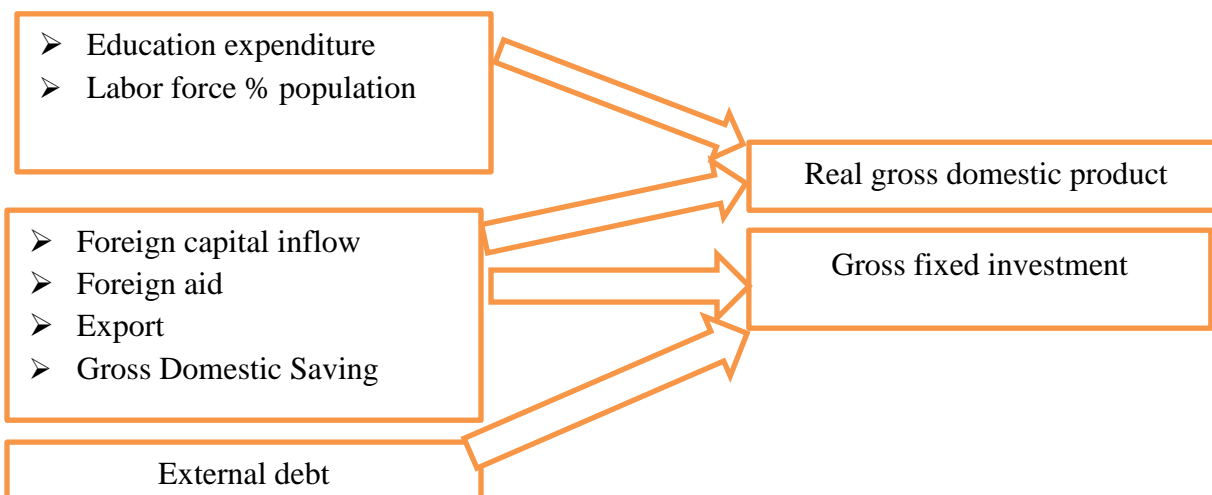 ➢ Education expenditure
➢ Labor force % population
Real gross domestic product
➢ Foreign capital inflow
➢ Foreign aid
➢ Export
➢ Gross Domestic Saving
Gross fixed investment
External debt